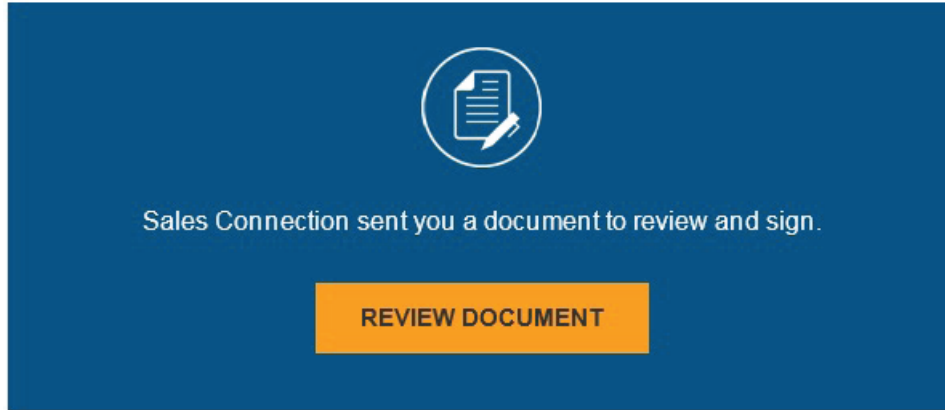 Sales Connection sent you a document to review and sign.
REVIEW DOCUMENT